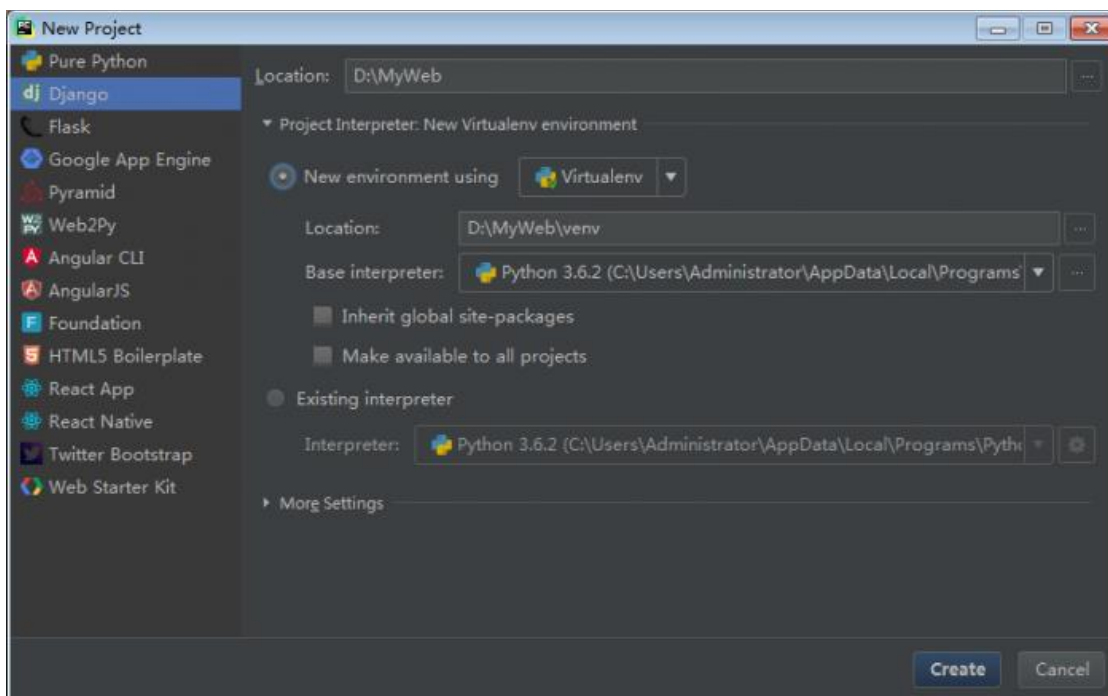 New Project
Pure Python
dj Django
Flask
Google App Engine
Pyramid
Web2Py
Angular CLI
AngularJS
Foundation
HTML5 Boilerplate
React App
React Native
Twitter Bootstrap
Web Starter Kit
Location: D:\MyWeb ...
Project Interpreter: New Virtualenv environment
New environment using Virtualenv
Location: D:\MyWeb\venv ...
Base interpreter: Python 3.6.2 (C:\Users\Administrator\AppData\Local\Programs\ ...
Inherit global site-packages
Make available to all projects
Existing interpreter
Interpreter: Python 3.6.2 (C:\Users\Administrator\AppData\Local\Programs\Pytho
More Settings
Create Cancel